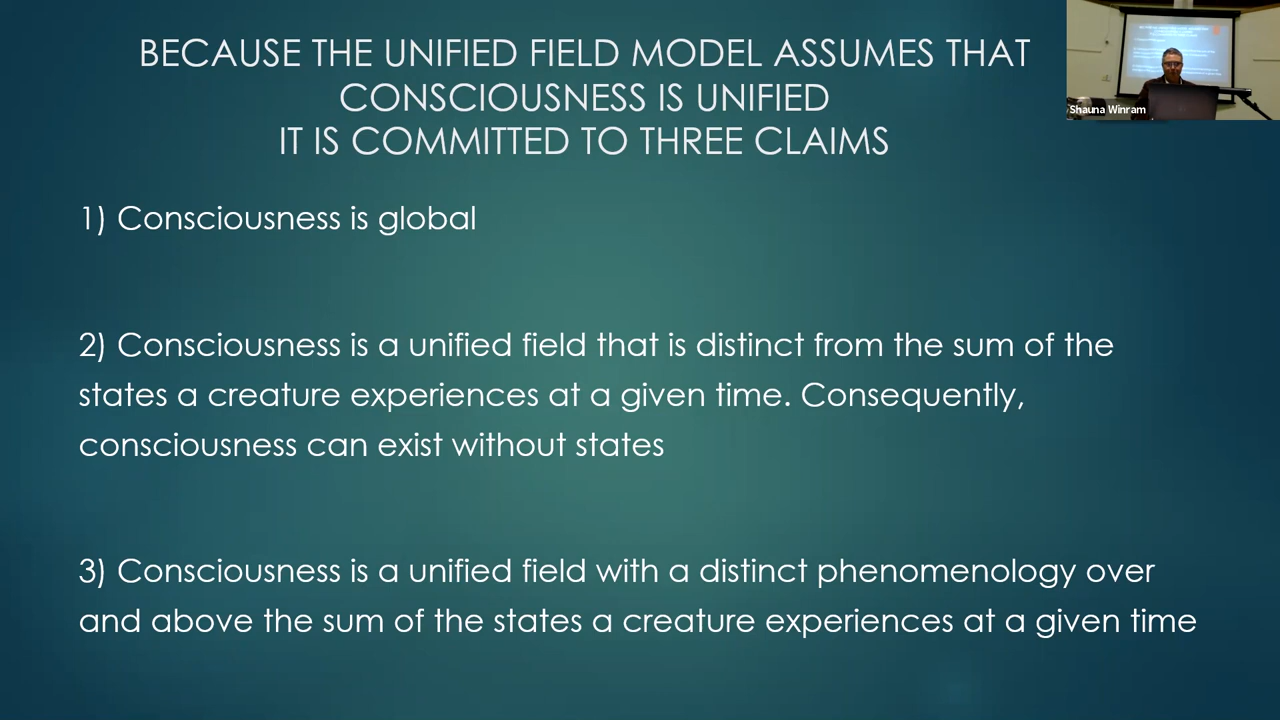 BECAUSE THE UNIFIED FIELD MODEL ASSUMES THAT
CONSCIOUSNESS IS UNIFIED
IT IS COMMITTED TO THREE CLAIMS
Shauna Winram
1) Consciousness is global
2) Consciousness is a unified field that is distinct from the sum of the
states a creature experiences at a given time. Consequently,
consciousness can exist without states
3) Consciousness is a unified field with a distinct phenomenology over
and above the sum of the states a creature experiences at a given time